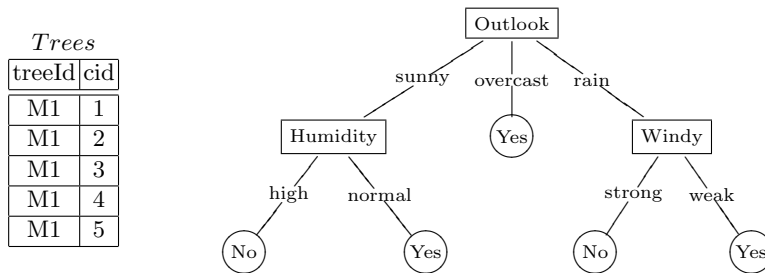 Trees
treeId cid
M1 1
M1 2
M1 3
M1 4
M1 5
Outlook
sunny overcast rain
Humidity Yes Windy
high normal strong weak
No Yes No Yes